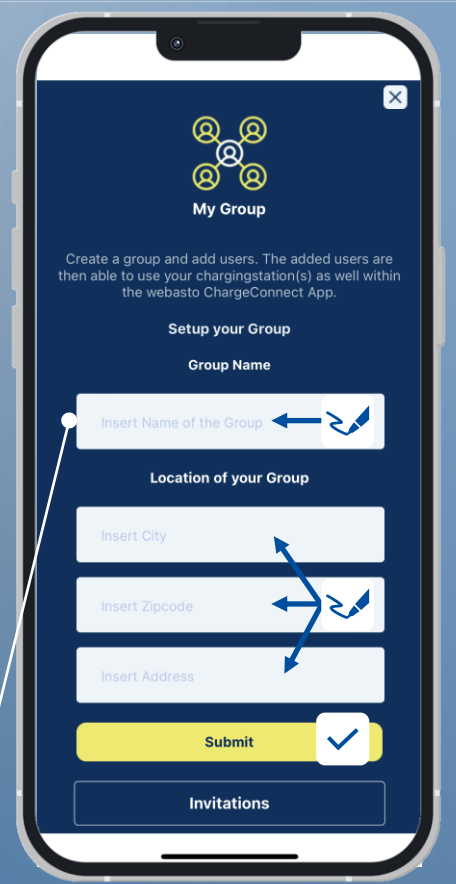 My Group
Create a group and add users. The added users are
then able to use your chargingstation(s) as well within
the webasto ChargeConnect App.
Setup your Group
Group Name
Insert Name of the Group
Location of your Group
Insert City
Insert Zipcode
Insert Address
Submit
Invitations